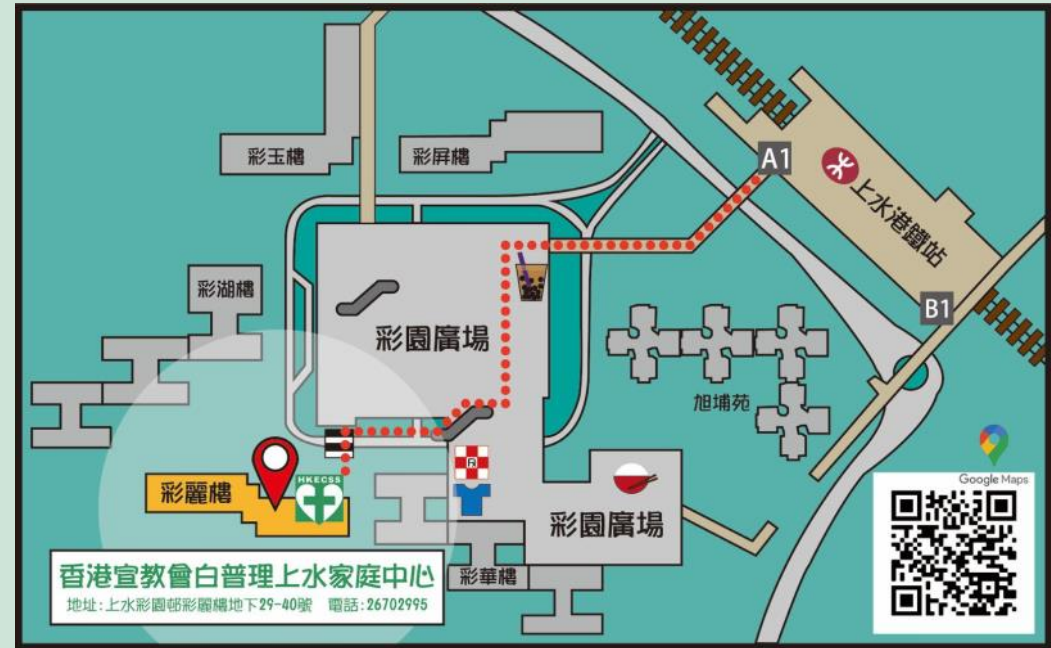 彩玉樓
彩屏樓
A1
上水港鐵站
彩湖樓
B1
彩園廣場
旭埔苑
Google Maps
彩麗樓
HKECSS
彩園廣場
彩華樓
香港宣教會白普理上水家庭中心
地址:上水彩園邨彩麗樓地下29-40號 電話:26702995